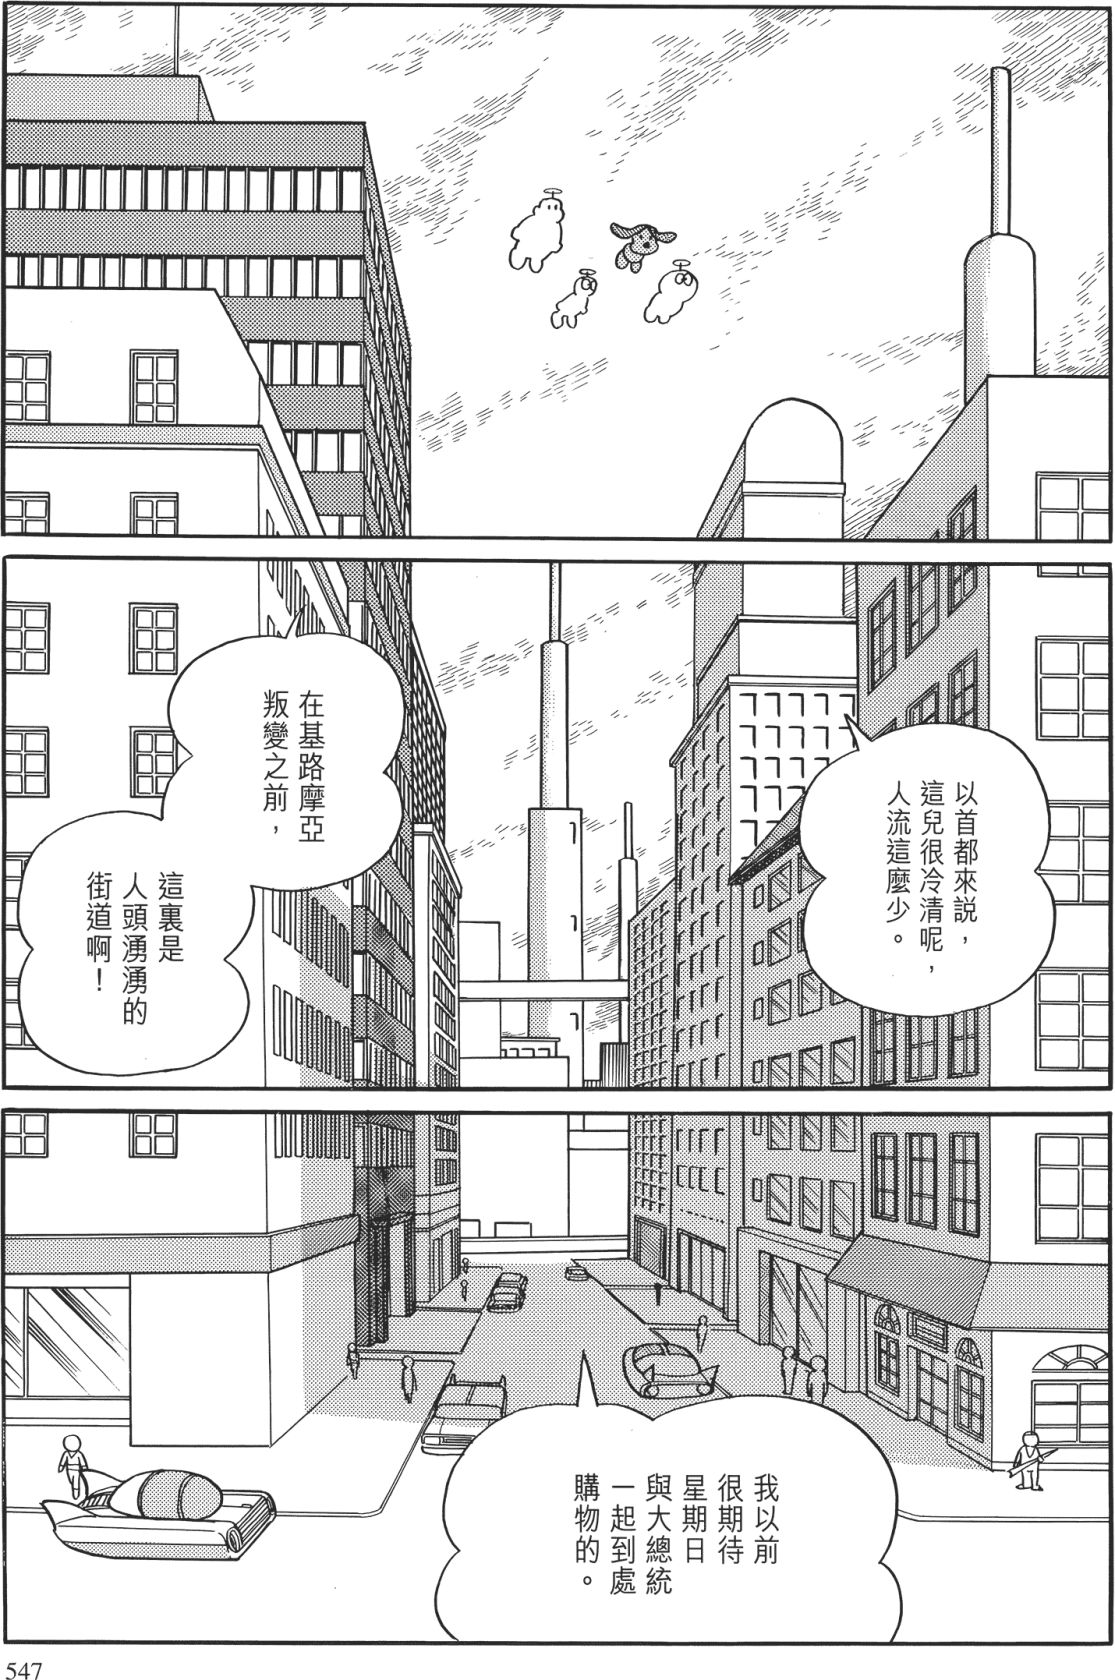 以首都來説，
這兒很冷清呢，
人流這麼少。
在基路摩亞
叛變之前，
這裏是
人頭湧湧的
街道啊！
我以前
很期待
星期日
與大總統
一起到處
購物的。
547